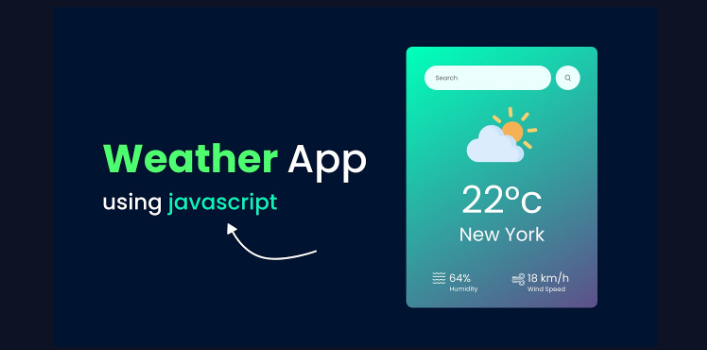 Weather App
using javascript
Search
22°c
New York
64%
Humidity
18 km/h
Wind Speed